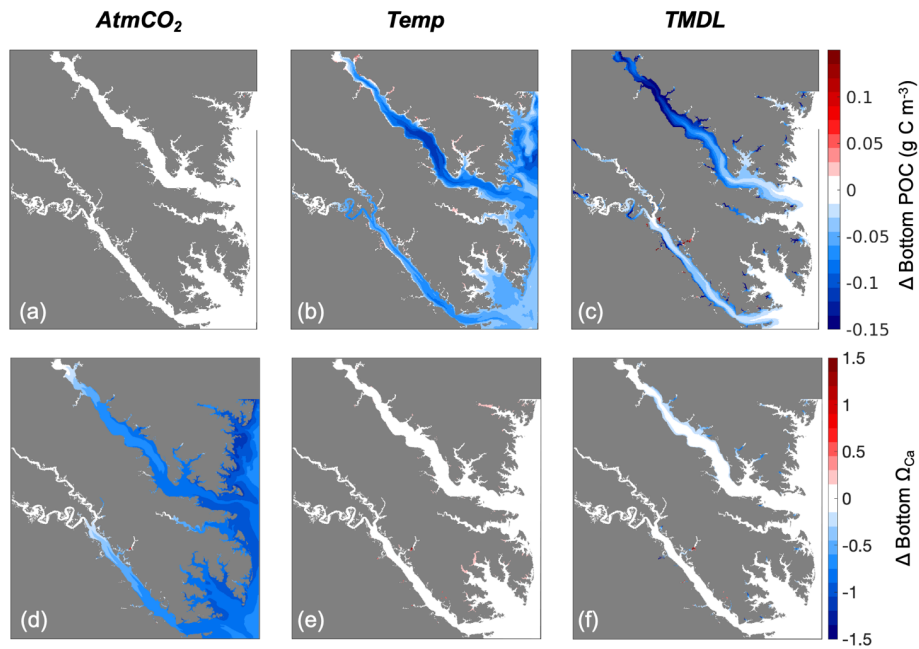 AtmCO₂ Temp TMDL
(a) (b) (c)
0.1
0.05
0
-0.05
-0.1
-0.15
Δ Bottom POC (g C m⁻³)
(d) (e) (f)
1.5
1
0.5
0
-0.5
-1
-1.5
Δ Bottom Ω_Ca